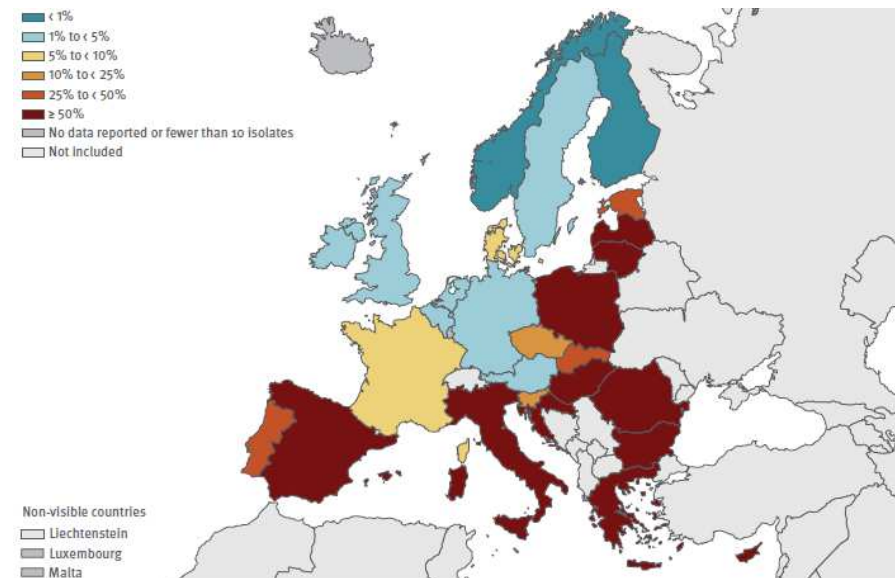 < 1%
1% to < 5%
5% to < 10%
10% to < 25%
25% to < 50%
≥ 50%
No data reported or fewer than 10 isolates
Not included
Non-visible countries
Liechtenstein
Luxembourg
Malta